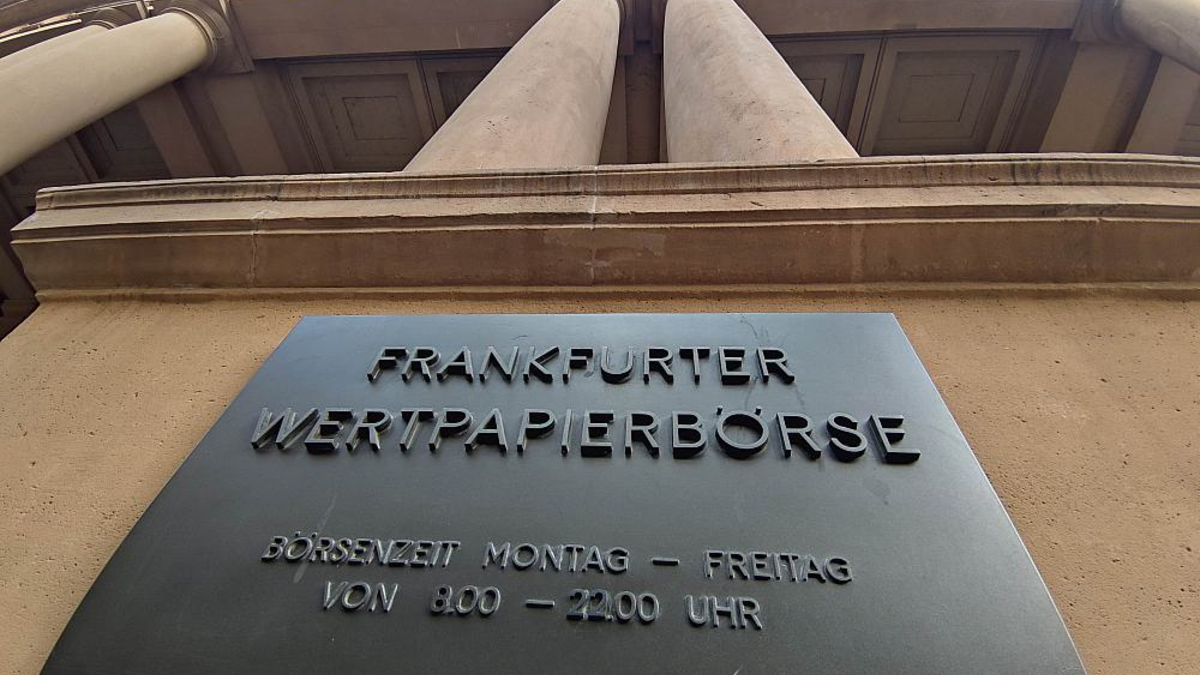 FRANKFURTER
WERTPAPIERBÖRSE
BÖRSENZEIT MONTAG – FREITAG
VON 8.00 – 22.00 UHR